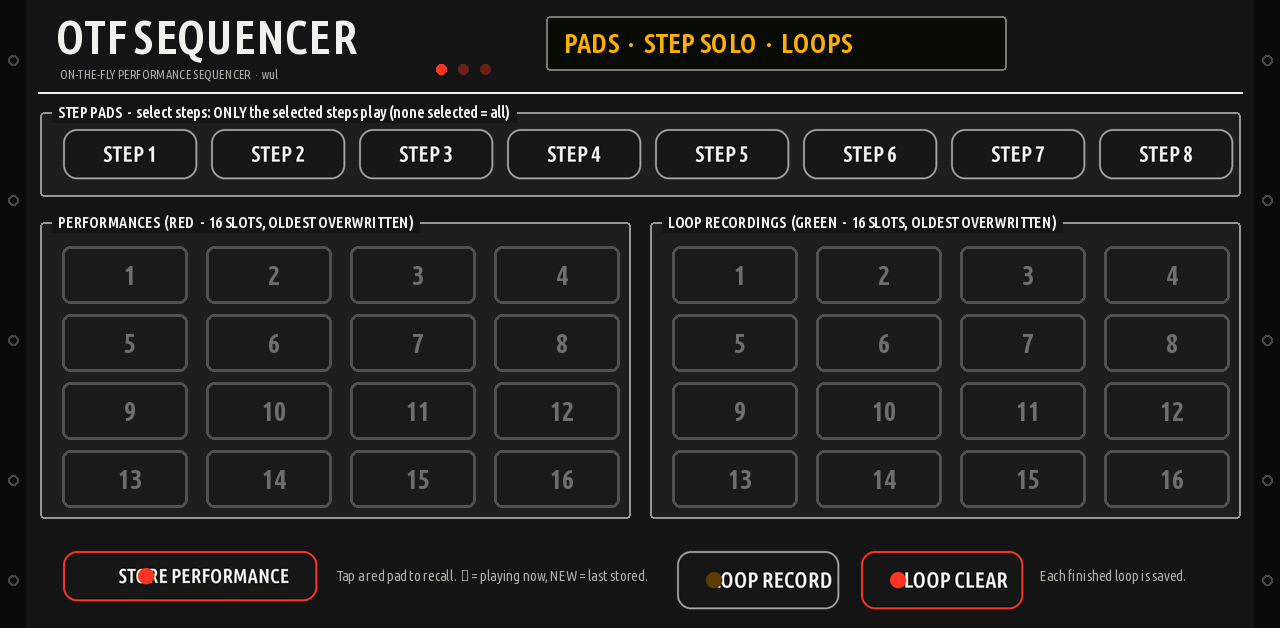 OTF SEQUENCER
PADS · STEP SOLO · LOOPS
ON-THE-FLY PERFORMANCE SEQUENCER · wul
STEP PADS - select steps: ONLY the selected steps play (none selected = all)
STEP 1 STEP 2 STEP 3 STEP 4 STEP 5 STEP 6 STEP 7 STEP 8
PERFORMANCES (RED - 16 SLOTS, OLDEST OVERWRITTEN)
1 2 3 4
5 6 7 8
9 10 11 12
13 14 15 16
LOOP RECORDINGS (GREEN - 16 SLOTS, OLDEST OVERWRITTEN)
1 2 3 4
5 6 7 8
9 10 11 12
13 14 15 16
STORE PERFORMANCE
Tap a red pad to recall. ▯ = playing now, NEW = last stored.
LOOP RECORD
LOOP CLEAR
Each finished loop is saved.